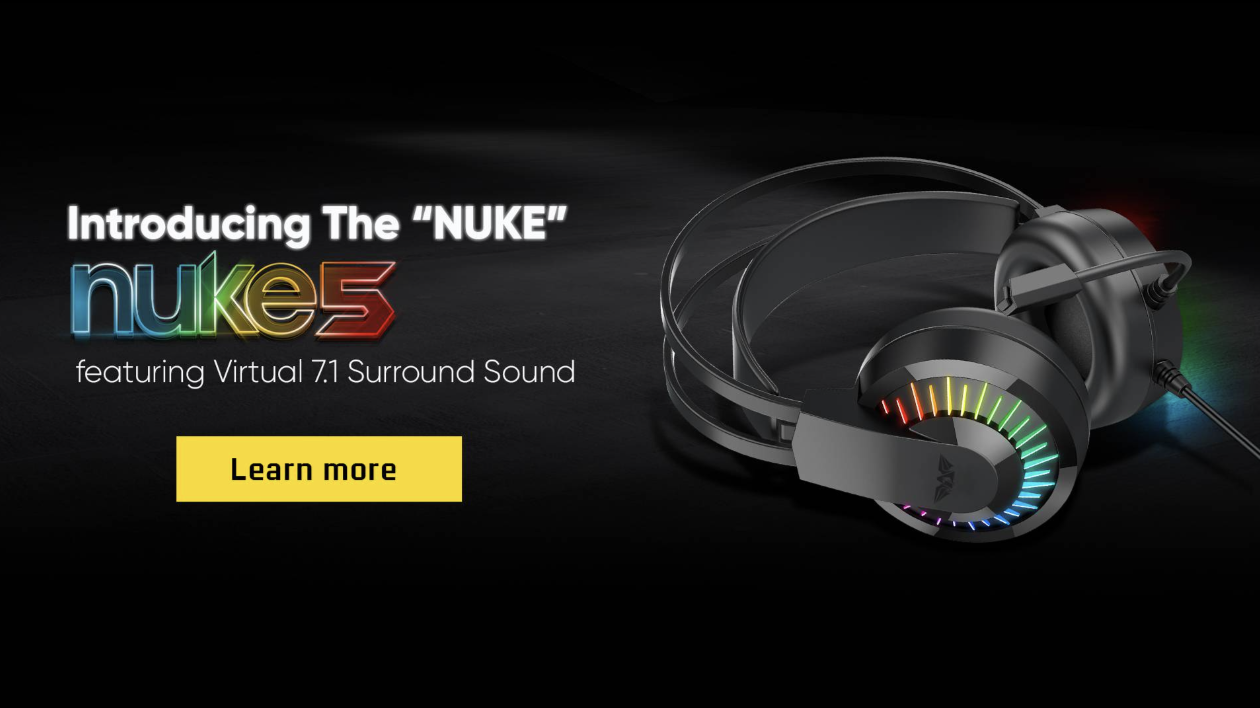 Introducing The “NUKE”
nuke5
featuring Virtual 7.1 Surround Sound
Learn more